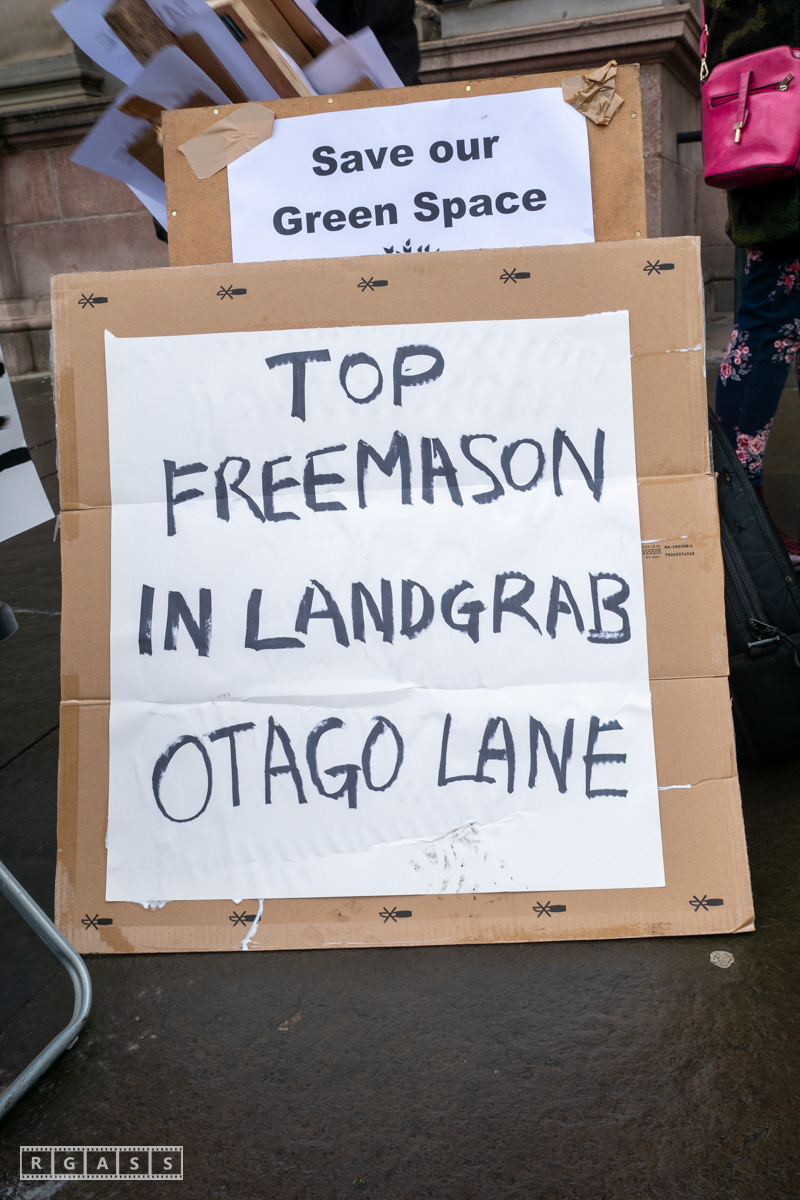 Save our
Green Space
TOP
FREEMASON
IN LANDGRAB
OTAGO LANE
RGASS